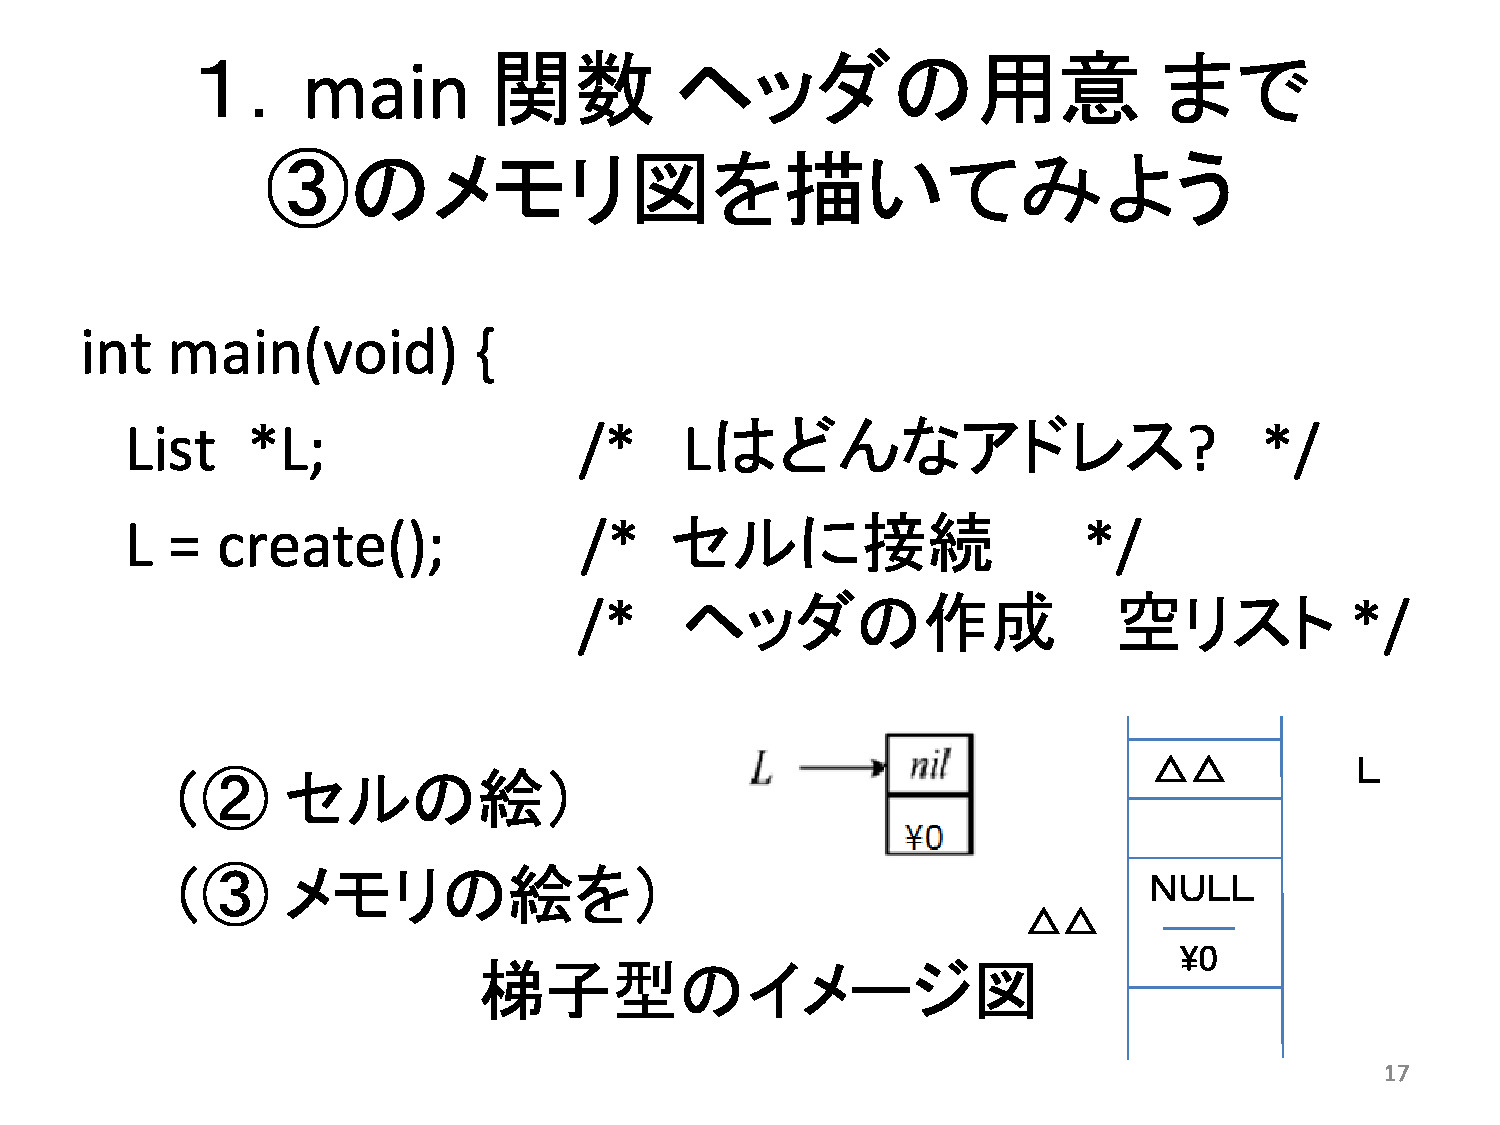 １．main 関数 ヘッダの用意 まで
③のメモリ図を描いてみよう
int main(void) {
List *L; /* Lはどんなアドレス? */
L = create(); /* セルに接続 */
/* ヘッダの作成 空リスト */
（② セルの絵）
L
nil
¥0
△△
L
（③ メモリの絵を）
NULL
△△
¥0
梯子型のイメージ図
17